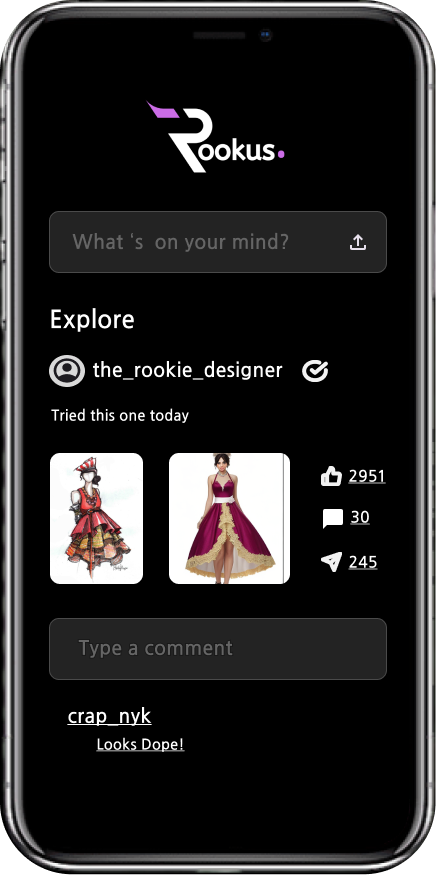 Rookus.
What ‘s on your mind?
Explore
the_rookie_designer
Tried this one today
2951
30
245
Type a comment
crap_nyk
Looks Dope!